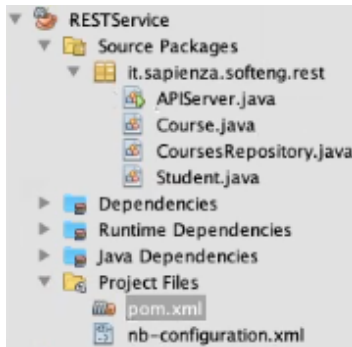 RESTService
Source Packages
it.sapienza.softeng.rest
APIServer.java
Course.java
CoursesRepository.java
Student.java
Dependencies
Runtime Dependencies
Java Dependencies
Project Files
pom.xml
nb-configuration.xml